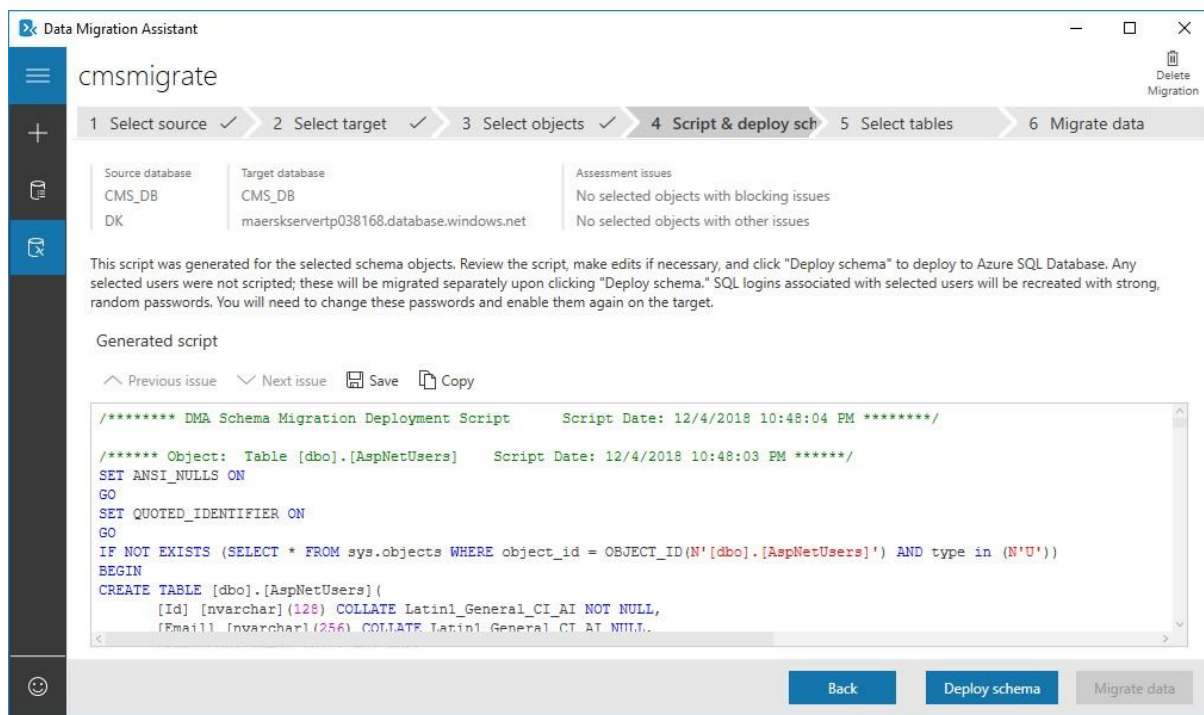 Data Migration Assistant
cmsmigrate
Delete
Migration
1 Select source
2 Select target
3 Select objects
4 Script & deploy sch
5 Select tables
6 Migrate data
Source database
CMS_DB
DK
Target database
CMS_DB
maerskservertp038168.database.windows.net
Assessment issues
No selected objects with blocking issues
No selected objects with other issues
This script was generated for the selected schema objects. Review the script, make edits if necessary, and click "Deploy schema" to deploy to Azure SQL Database. Any
selected users were not scripted; these will be migrated separately upon clicking "Deploy schema." SQL logins associated with selected users will be recreated with strong,
random passwords. You will need to change these passwords and enable them again on the target.
Generated script
Previous issue
Next issue
Save
Copy
/******** DMA Schema Migration Deployment Script      Script Date: 12/4/2018 10:48:04 PM ********/
/****** Object:  Table [dbo].[AspNetUsers]    Script Date: 12/4/2018 10:48:03 PM ******/
SET ANSI_NULLS ON
GO
SET QUOTED_IDENTIFIER ON
GO
IF NOT EXISTS (SELECT * FROM sys.objects WHERE object_id = OBJECT_ID(N'[dbo].[AspNetUsers]') AND type in (N'U'))
BEGIN
CREATE TABLE [dbo].[AspNetUsers](
[Id] [nvarchar](128) COLLATE Latin1_General_CI_AI NOT NULL,
[Email] [nvarchar](256) COLLATE Latin1_General_CI_AI NULL,
Back
Deploy schema
Migrate data